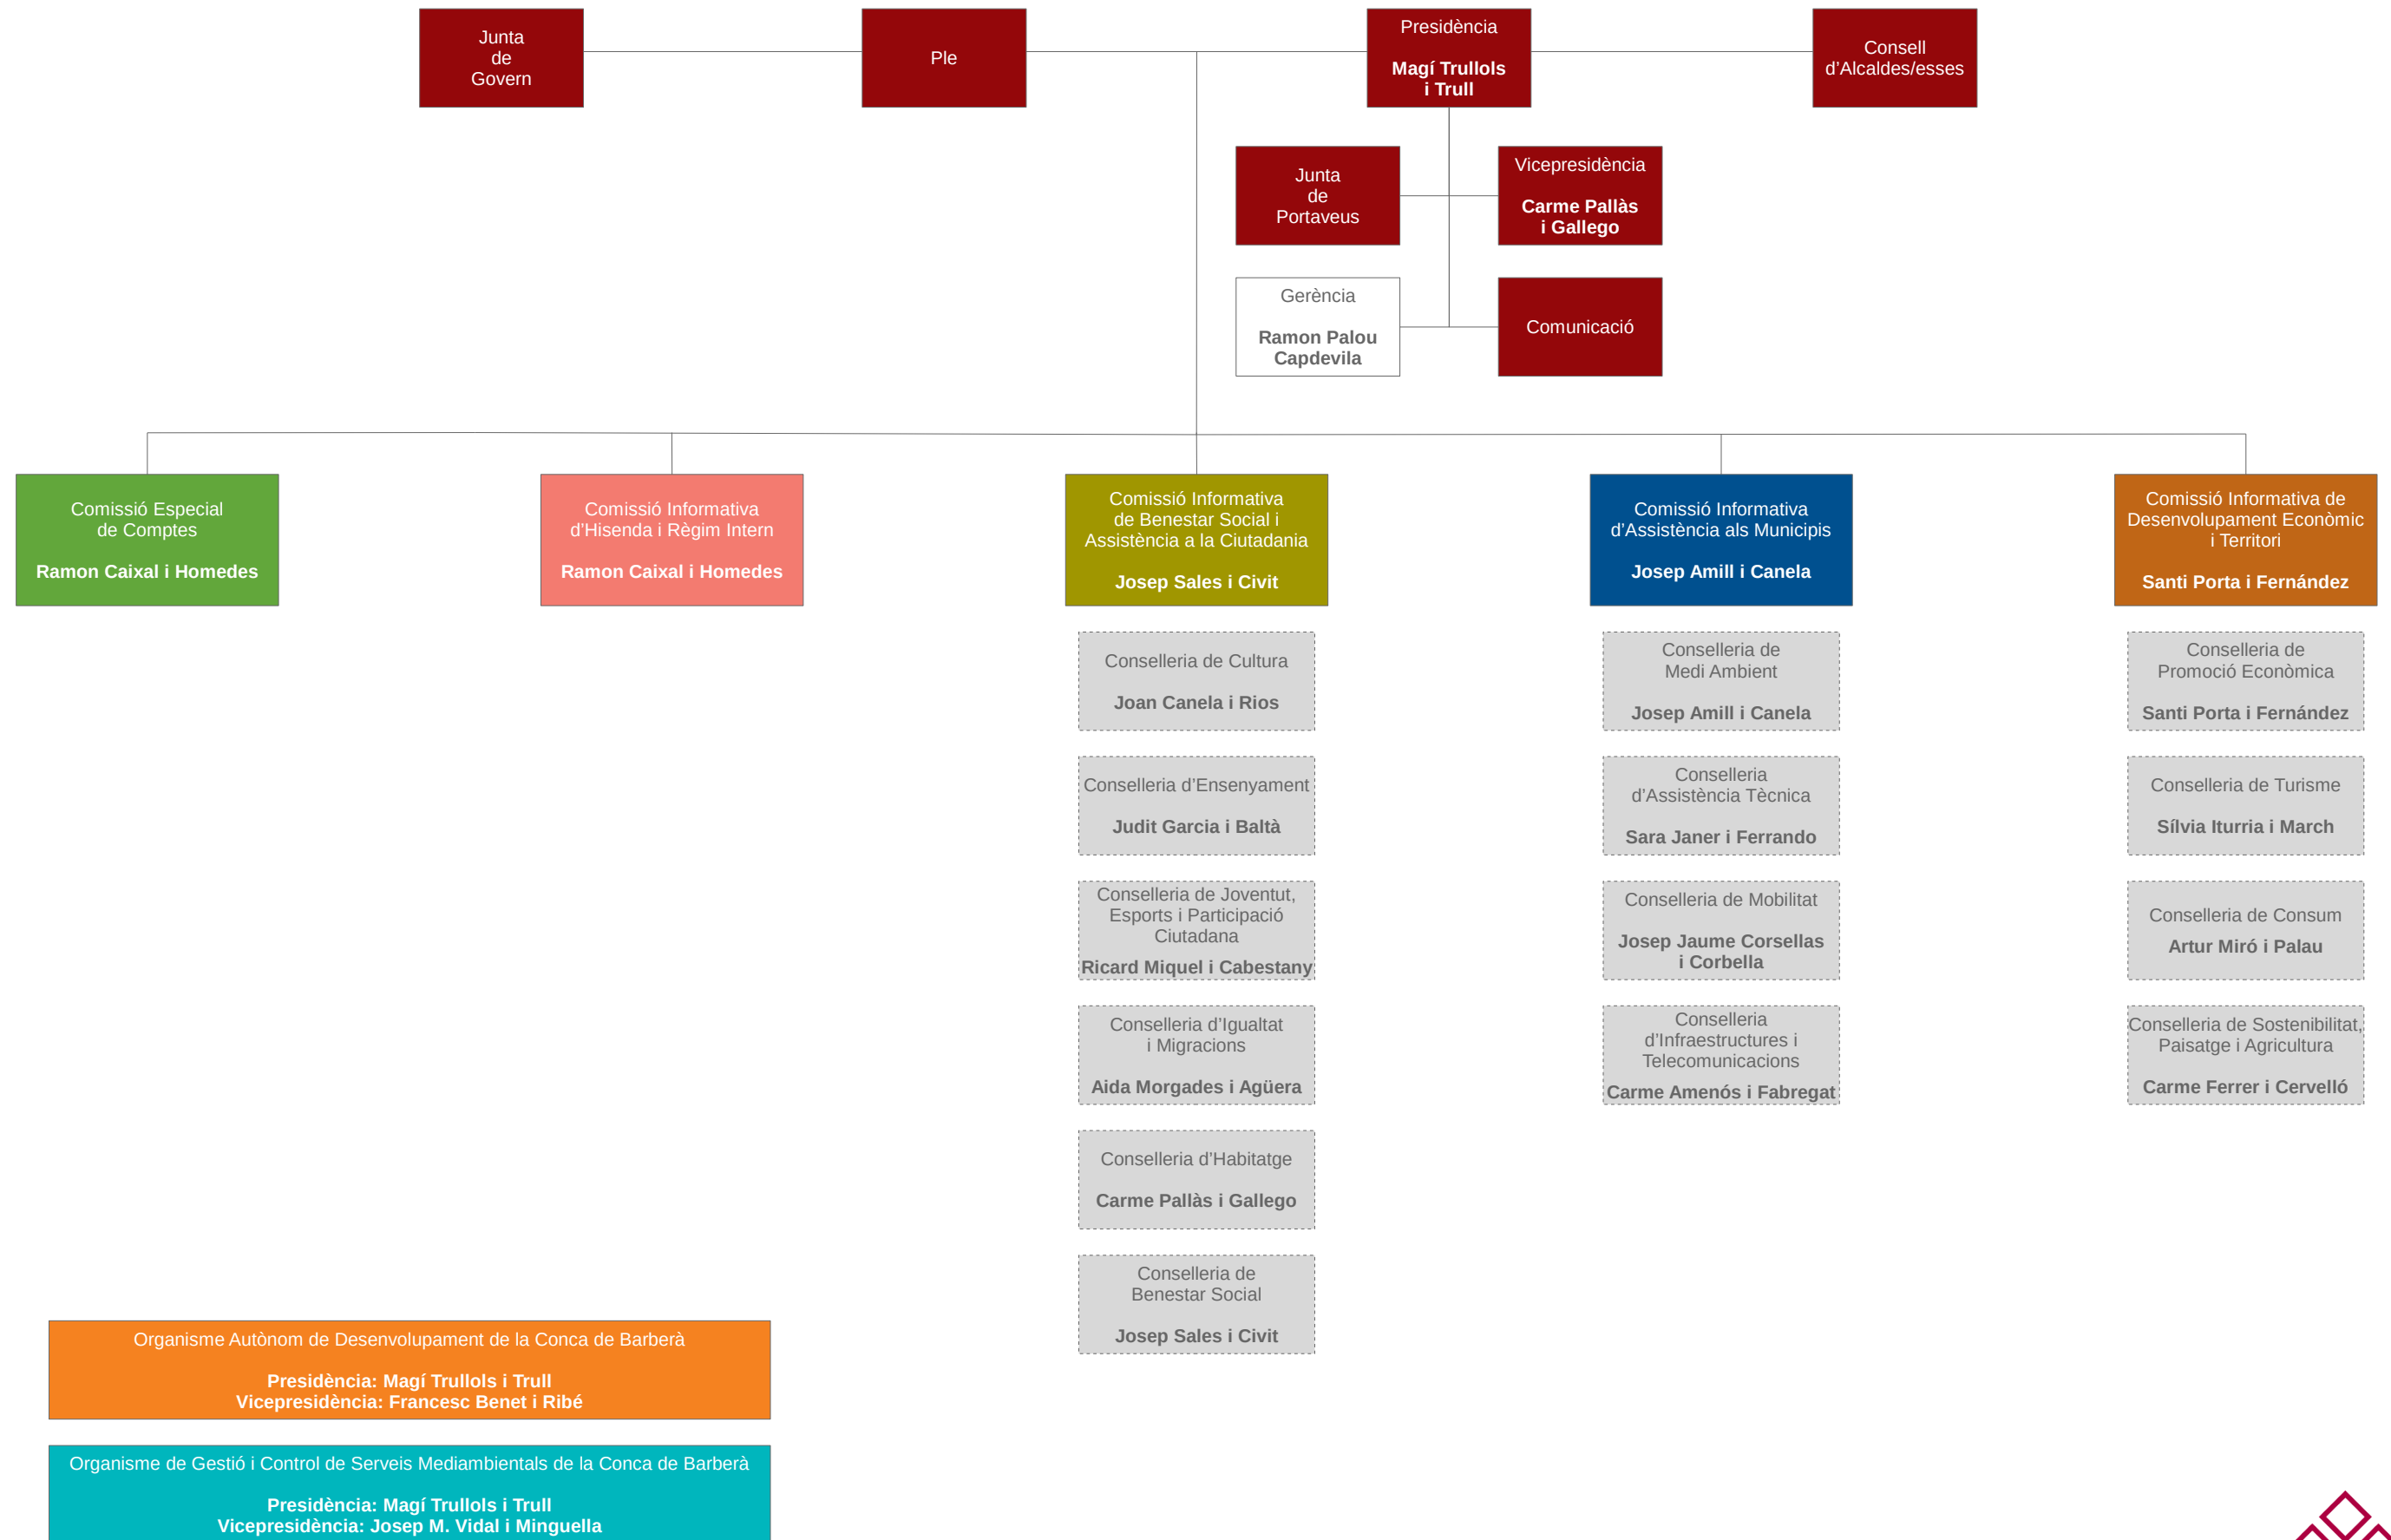 Junta
de
Govern
Ple
Presidència
Magí Trullols
i Trull
Consell
d’Alcaldes/esses
Junta
de
Portaveus
Vicepresidència
Carme Pallàs
i Gallego
Gerència
Ramon Palou
Capdevila
Comunicació
Comissió Especial
de Comptes
Ramon Caixal i Homedes
Comissió Informativa
d’Hisenda i Règim Intern
Ramon Caixal i Homedes
Comissió Informativa
de Benestar Social i
Assistència a la Ciutadania
Josep Sales i Civit
Comissió Informativa
d’Assistència als Municipis
Josep Amill i Canela
Comissió Informativa de
Desenvolupament Econòmic
i Territori
Santi Porta i Fernández
Conselleria de Cultura
Joan Canela i Rios
Conselleria d’Ensenyament
Judit Garcia i Baltà
Conselleria de Joventut,
Esports i Participació
Ciutadana
Ricard Miquel i Cabestany
Conselleria d’Igualtat
i Migracions
Aida Morgades i Agüera
Conselleria d’Habitatge
Carme Pallàs i Gallego
Conselleria de
Benestar Social
Josep Sales i Civit
Conselleria de
Medi Ambient
Josep Amill i Canela
Conselleria
d’Assistència Tècnica
Sara Janer i Ferrando
Conselleria de Mobilitat
Josep Jaume Corsellas
i Corbella
Conselleria
d’Infraestructures i
Telecomunicacions
Carme Amenós i Fabregat
Conselleria de
Promoció Econòmica
Santi Porta i Fernández
Conselleria de Turisme
Sílvia Iturria i March
Conselleria de Consum
Artur Miró i Palau
Conselleria de Sostenibilitat,
Paisatge i Agricultura
Carme Ferrer i Cervelló
Organisme Autònom de Desenvolupament de la Conca de Barberà
Presidència: Magí Trullols i Trull
Vicepresidència: Francesc Benet i Ribé
Organisme de Gestió i Control de Serveis Mediambientals de la Conca de Barberà
Presidència: Magí Trullols i Trull
Vicepresidència: Josep M. Vidal i Minguella